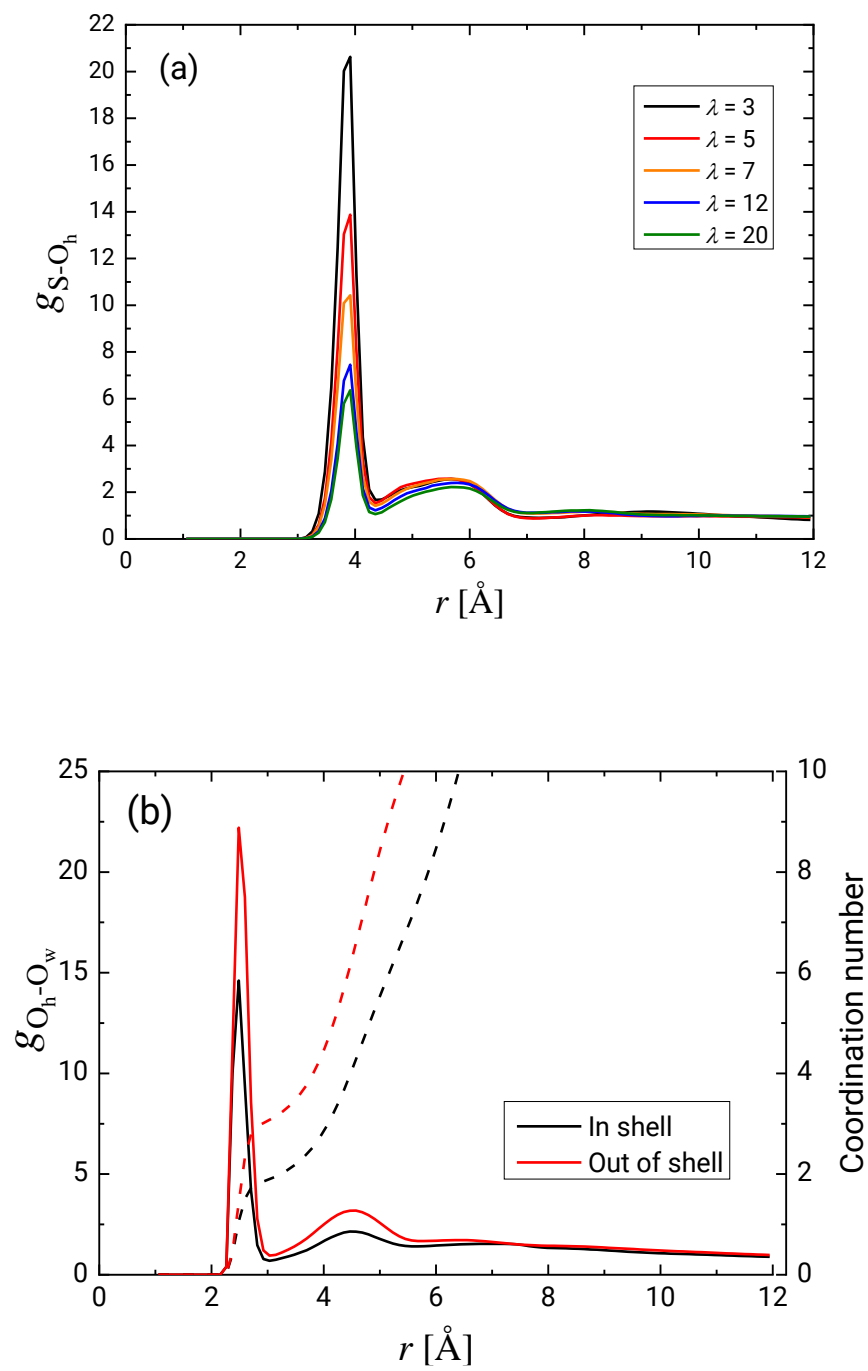 (a)
22
20
18
16
14
12
10
8
6
4
2
0
g S-Oh
λ = 3
λ = 5
λ = 7
λ = 12
λ = 20
0 2 4 6 8 10 12
r [Å]
(b)
25
20
15
10
5
0
g Oh-Ow
10
8
6
4
2
0
Coordination number
In shell
Out of shell
0 2 4 6 8 10 12
r [Å]